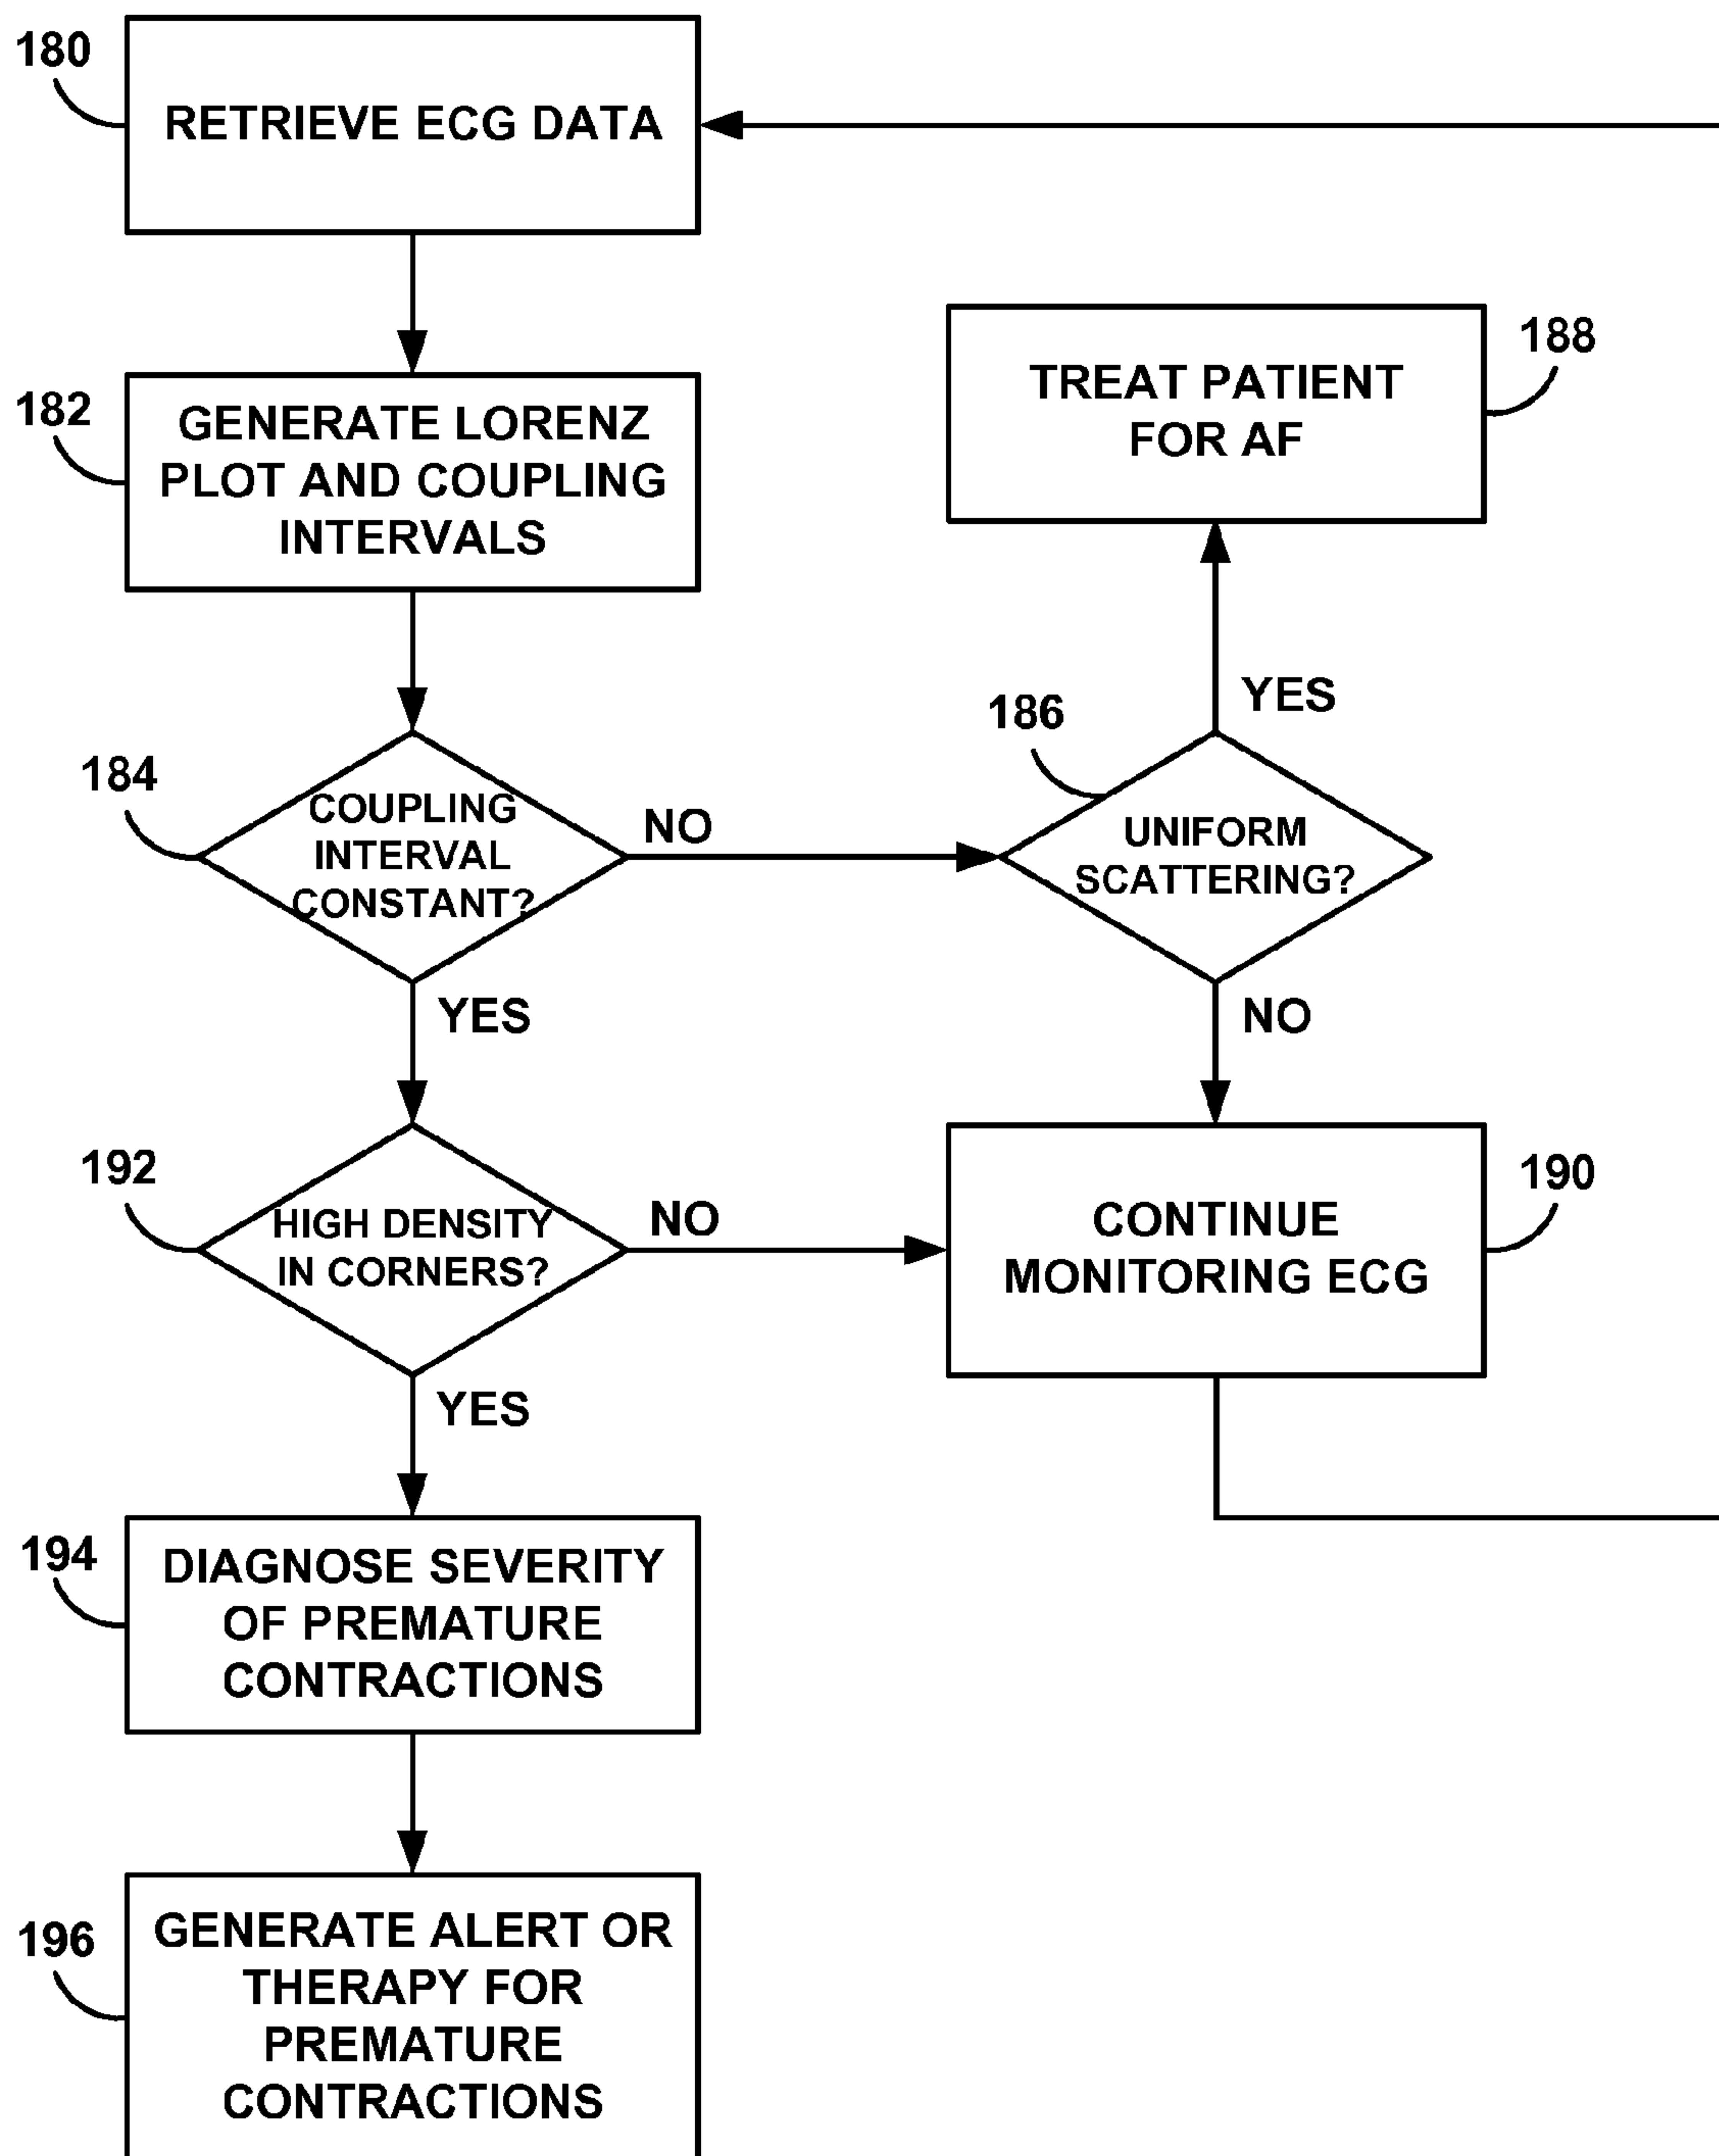 180
RETRIEVE ECG DATA
182
GENERATE LORENZ
PLOT AND COUPLING
INTERVALS
188
TREAT PATIENT
FOR AF
184
COUPLING
INTERVAL
CONSTANT?
NO
YES
186
UNIFORM
SCATTERING?
YES
NO
192
HIGH DENSITY
IN CORNERS?
NO
YES
190
CONTINUE
MONITORING ECG
194
DIAGNOSE SEVERITY
OF PREMATURE
CONTRACTIONS
196
GENERATE ALERT OR
THERAPY FOR
PREMATURE
CONTRACTIONS